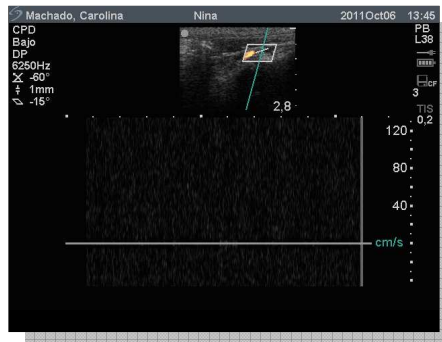 Machado, Carolina Nina 2011Oct06 13:45
CPD
Bajo
DP
6250Hz
-60°
1mm
-15°
PB
L38
CF
3
TIS
0,2
2,8
120
80
40
cm/s